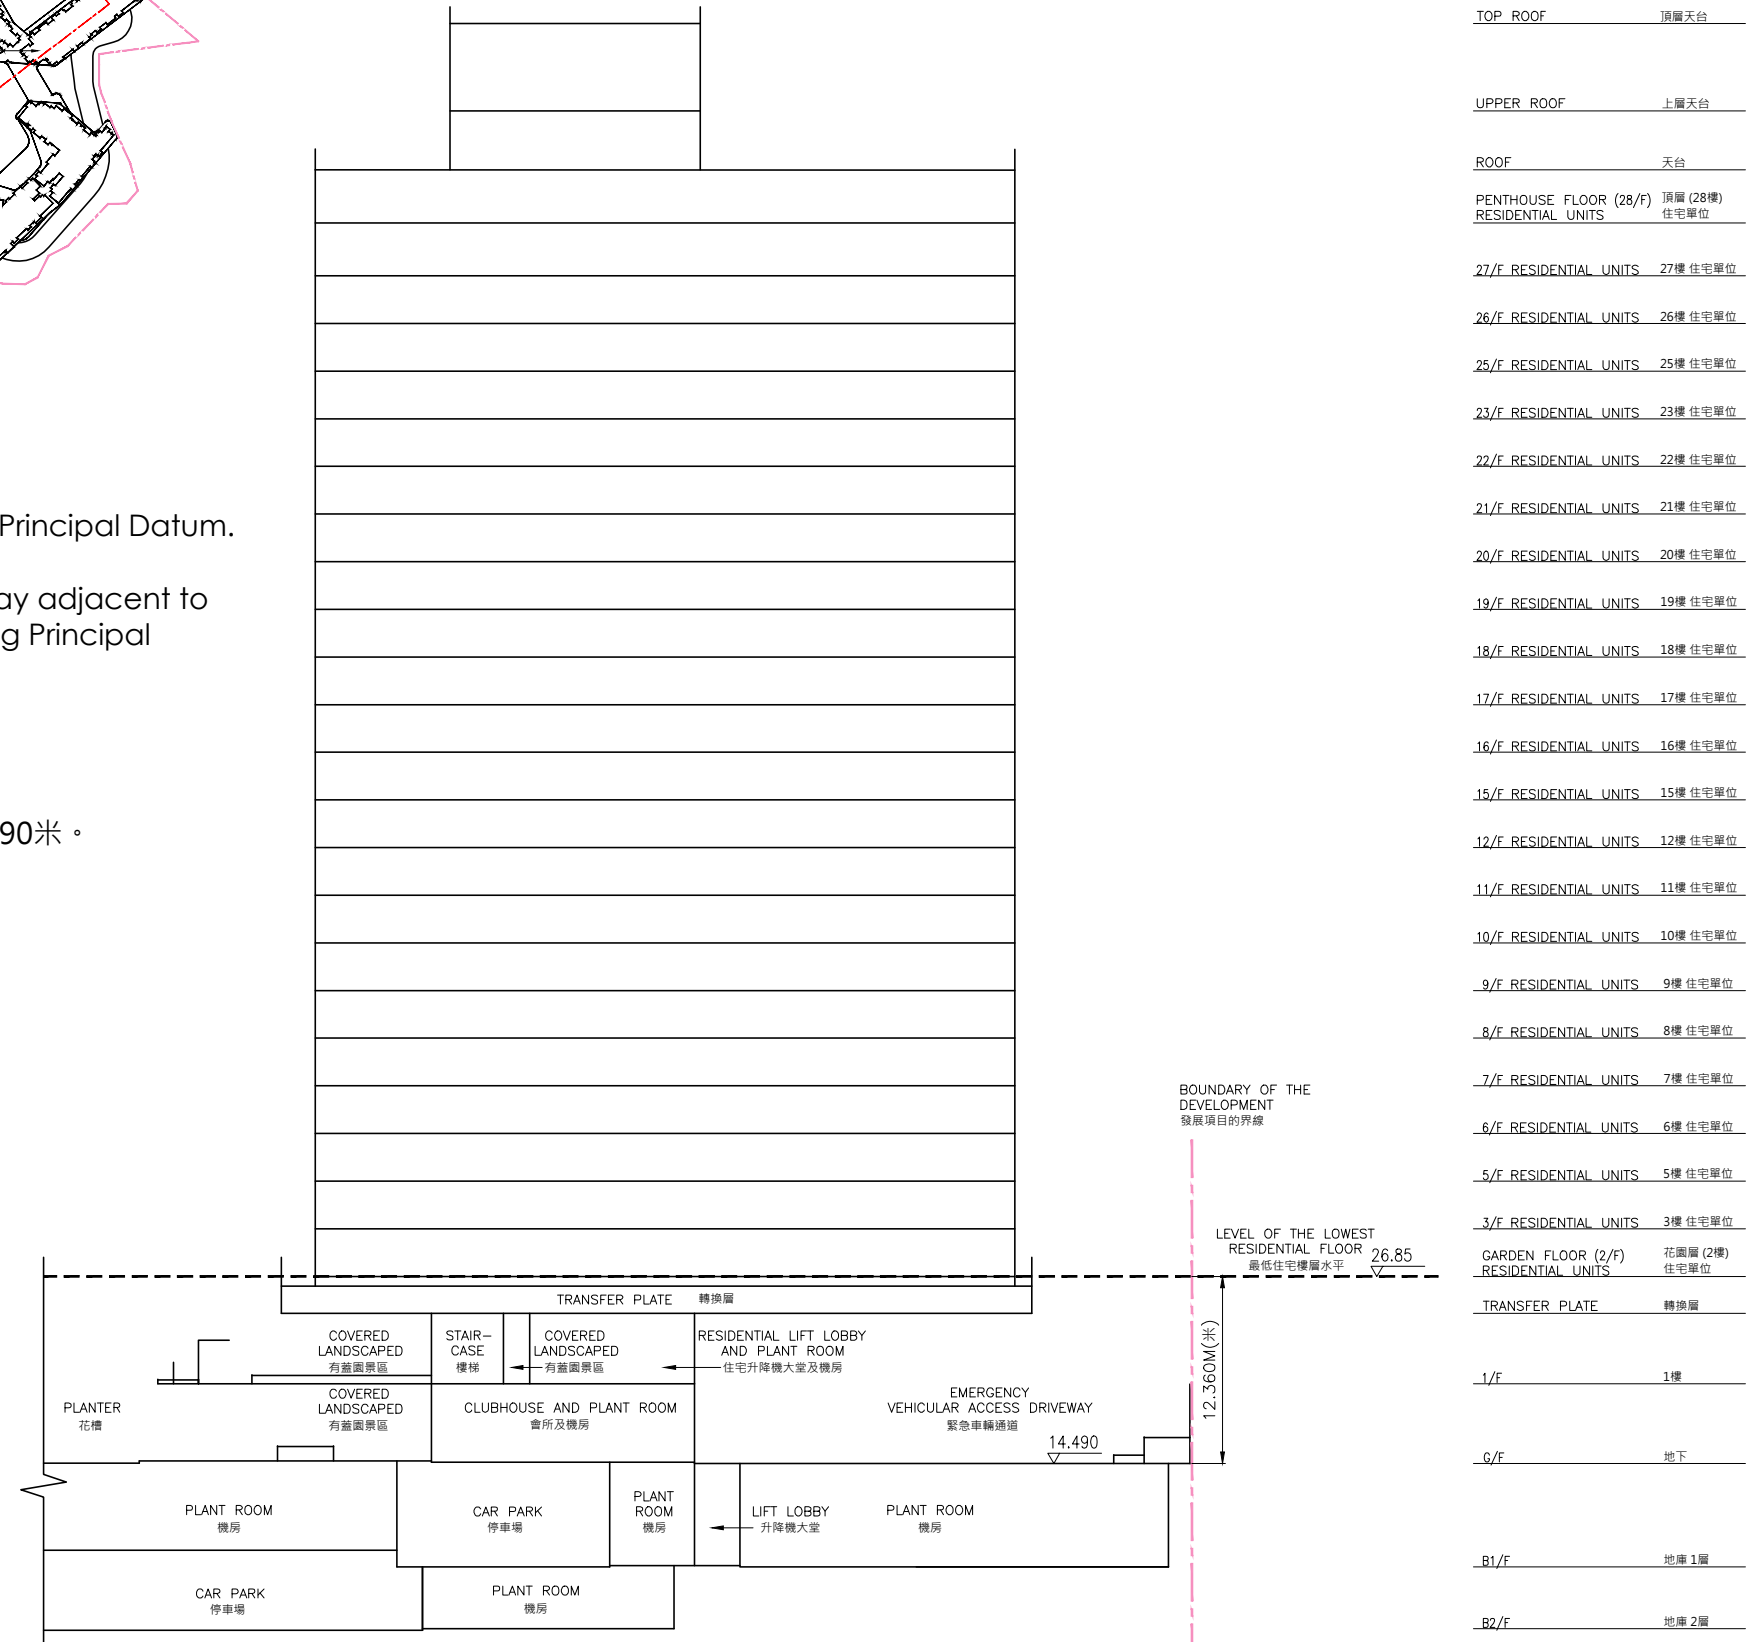 Principal Datum.
ay adjacent to
g Principal
90米。
TOP ROOF 頂層天台
UPPER ROOF 上層天台
ROOF 天台
PENTHOUSE FLOOR (28/F) 頂層 (28樓)
RESIDENTIAL UNITS 住宅單位
27/F RESIDENTIAL UNITS 27樓 住宅單位
26/F RESIDENTIAL UNITS 26樓 住宅單位
25/F RESIDENTIAL UNITS 25樓 住宅單位
23/F RESIDENTIAL UNITS 23樓 住宅單位
22/F RESIDENTIAL UNITS 22樓 住宅單位
21/F RESIDENTIAL UNITS 21樓 住宅單位
20/F RESIDENTIAL UNITS 20樓 住宅單位
19/F RESIDENTIAL UNITS 19樓 住宅單位
18/F RESIDENTIAL UNITS 18樓 住宅單位
17/F RESIDENTIAL UNITS 17樓 住宅單位
16/F RESIDENTIAL UNITS 16樓 住宅單位
15/F RESIDENTIAL UNITS 15樓 住宅單位
12/F RESIDENTIAL UNITS 12樓 住宅單位
11/F RESIDENTIAL UNITS 11樓 住宅單位
10/F RESIDENTIAL UNITS 10樓 住宅單位
9/F RESIDENTIAL UNITS 9樓 住宅單位
8/F RESIDENTIAL UNITS 8樓 住宅單位
7/F RESIDENTIAL UNITS 7樓 住宅單位
6/F RESIDENTIAL UNITS 6樓 住宅單位
5/F RESIDENTIAL UNITS 5樓 住宅單位
3/F RESIDENTIAL UNITS 3樓 住宅單位
GARDEN FLOOR (2/F) 花園層 (2樓)
RESIDENTIAL UNITS 住宅單位
TRANSFER PLATE 轉換層
1/F 1樓
G/F 地下
B1/F 地庫 1層
B2/F 地庫 2層
BOUNDARY OF THE
DEVELOPMENT
發展項目的界線
LEVEL OF THE LOWEST
RESIDENTIAL FLOOR
最低住宅樓層水平
26.85
12.360M(米)
TRANSFER PLATE 轉換層
COVERED
LANDSCAPED
有蓋園景區
STAIR-
CASE
樓梯
COVERED
LANDSCAPED
有蓋園景區
RESIDENTIAL LIFT LOBBY
AND PLANT ROOM
住宅升降機大堂及機房
PLANTER
花槽
COVERED
LANDSCAPED
有蓋園景區
CLUBHOUSE AND PLANT ROOM
會所及機房
EMERGENCY
VEHICULAR ACCESS DRIVEWAY
緊急車輛通道
14.490
PLANT ROOM
機房
CAR PARK
停車場
PLANT
ROOM
機房
LIFT LOBBY
升降機大堂
PLANT ROOM
機房
CAR PARK
停車場
PLANT ROOM
機房